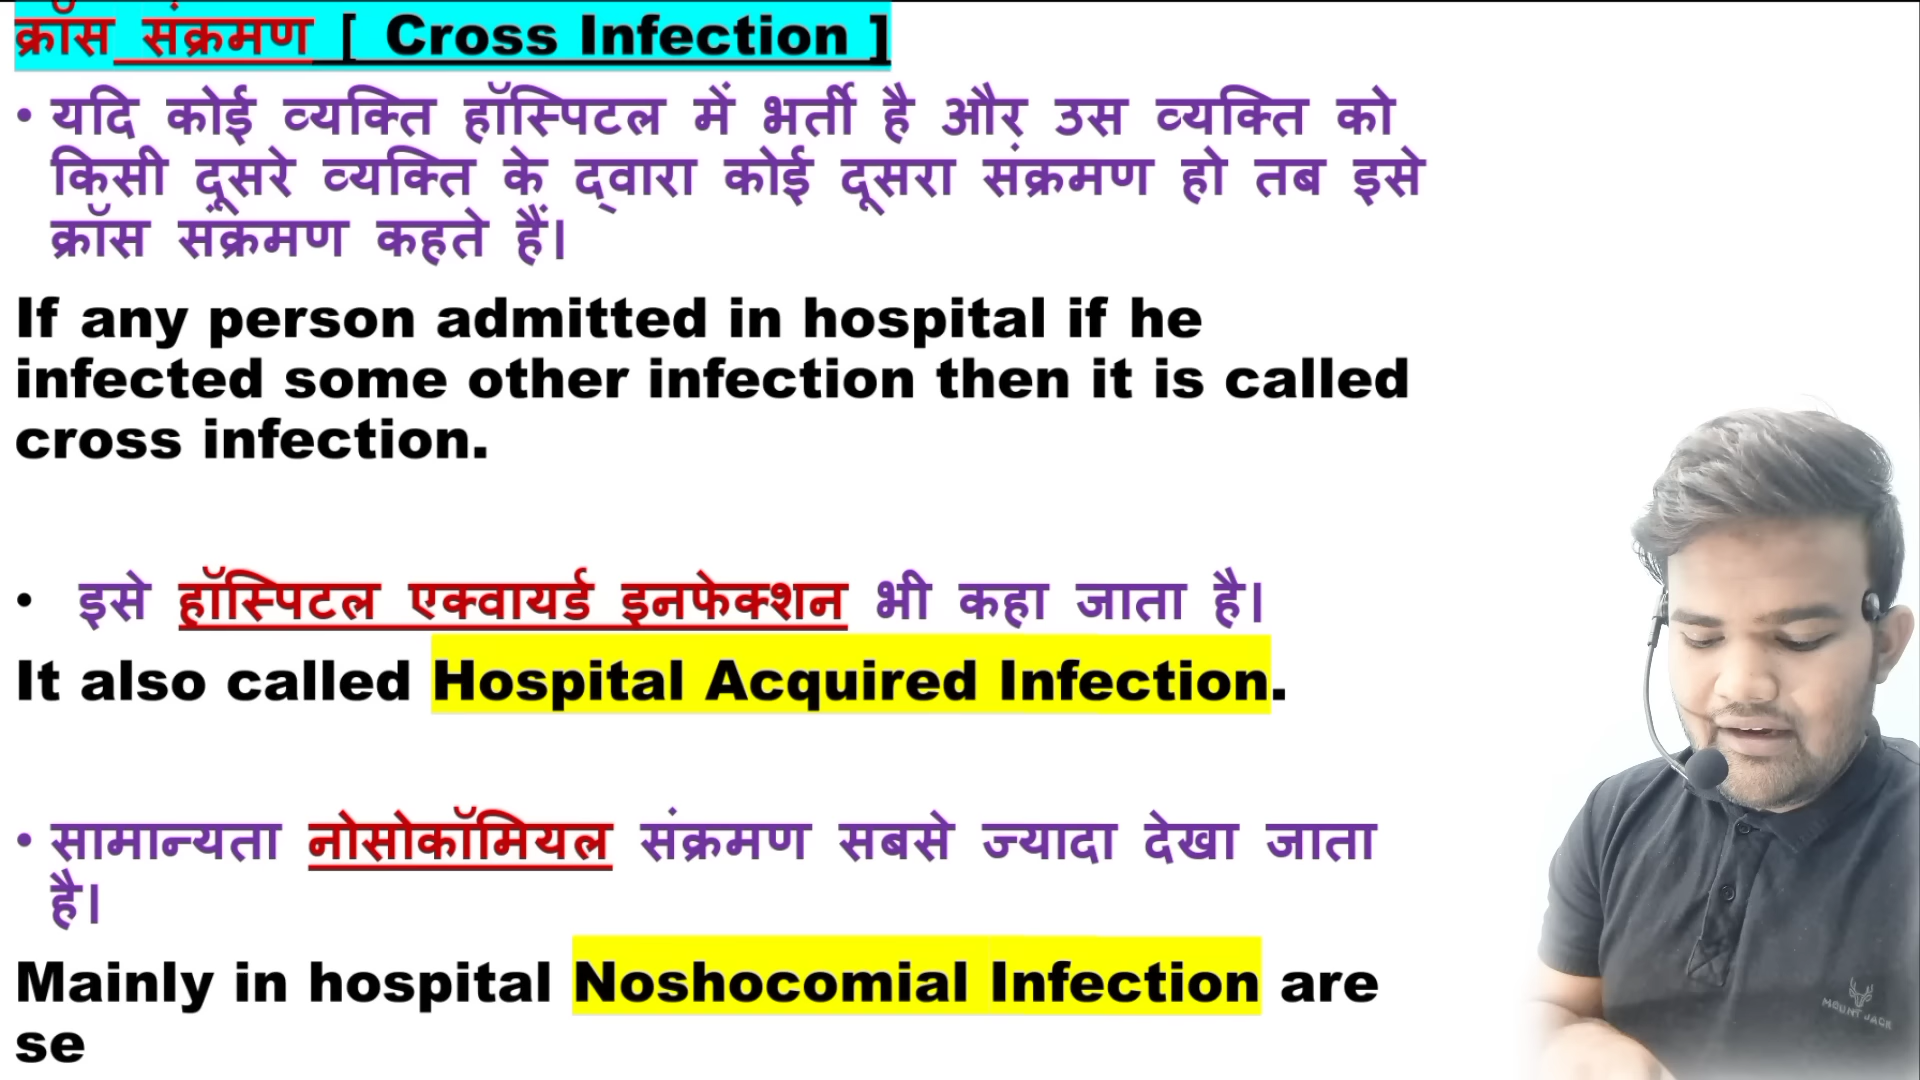 क्रॉस संक्रमण [ Cross Infection ]
• यदि कोई व्यक्ति हॉस्पिटल में भर्ती है और उस व्यक्ति को
किसी दूसरे व्यक्ति के द्वारा कोई दूसरा संक्रमण हो तब इसे
क्रॉस संक्रमण कहते हैं।
If any person admitted in hospital if he
infected some other infection then it is called
cross infection.
• इसे हॉस्पिटल एक्वायर्ड इनफेक्शन भी कहा जाता है।
It also called Hospital Acquired Infection.
• सामान्यता नोसोकॉमियल संक्रमण सबसे ज्यादा देखा जाता
है।
Mainly in hospital Noshocomial Infection are
se
MOUNT JACK